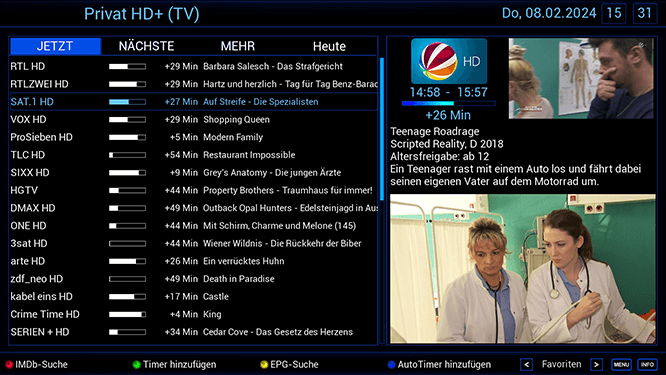 Privat HD+ (TV)
Do, 08.02.2024 15 31
JETZT NÄCHSTE MEHR Heute
RTL HD +29 Min Barbara Salesch - Das Strafgericht
RTLZWEI HD +29 Min Hartz und herzlich - Tag für Tag Benz-Barac
SAT.1 HD +27 Min Auf Streife - Die Spezialisten
VOX HD +29 Min Shopping Queen
ProSieben HD +5 Min Modern Family
TLC HD +54 Min Restaurant Impossible
SIXX HD +9 Min Grey's Anatomy - Die jungen Ärzte
HGTV +44 Min Property Brothers - Traumhaus für immer!
DMAX HD +49 Min Outback Opal Hunters - Edelsteinjagd in Aus
ONE HD +44 Min Mit Schirm, Charme und Melone (145)
3sat HD +44 Min Wiener Wildnis - Die Rückkehr der Biber
arte HD +26 Min Ein verrücktes Huhn
zdf_neo HD +49 Min Death in Paradise
kabel eins HD +17 Min Castle
Crime Time HD +4 Min King
SERIEN + HD +34 Min Cedar Cove - Das Gesetz des Herzens
HD
14:58 - 15:57
+26 Min
Teenage Roadrage
Scripted Reality, D 2018
Altersfreigabe: ab 12
Ein Teenager rast mit einem Auto los und fährt dabei
seinen eigenen Vater auf dem Motorrad um.
IMDb-Suche Timer hinzufügen EPG-Suche AutoTimer hinzufügen < Favoriten > MENU INFO